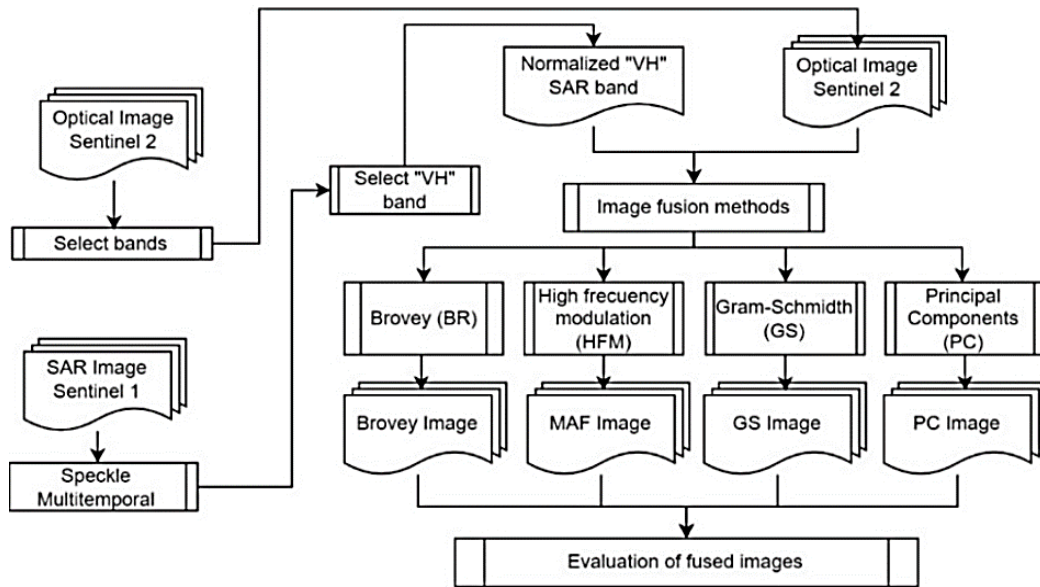 Optical Image
Sentinel 2
Select bands
SAR Image
Sentinel 1
Speckle
Multitemporal
Select "VH"
band
Normalized "VH"
SAR band
Optical Image
Sentinel 2
Image fusion methods
Brovey (BR)
High frecuency
modulation
(HFM)
Gram-Schmidth
(GS)
Principal
Components
(PC)
Brovey Image
MAF Image
GS Image
PC Image
Evaluation of fused images